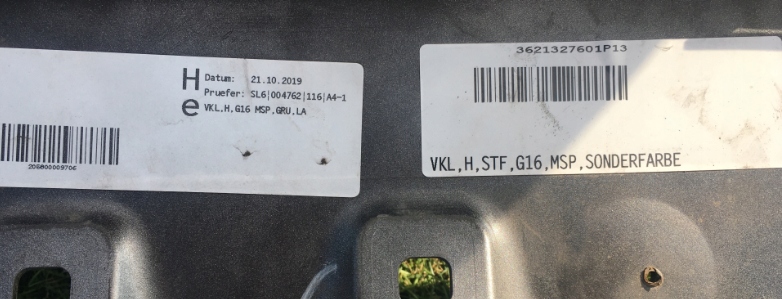 H
e
Datum: 21.10.2019
Pruefer: SL6|004762|116|A4-1
VKL,H,G16 MSP,GRU,LA
206000009706
3621327601P13
VKL,H,STF,G16,MSP,SONDERFARBE